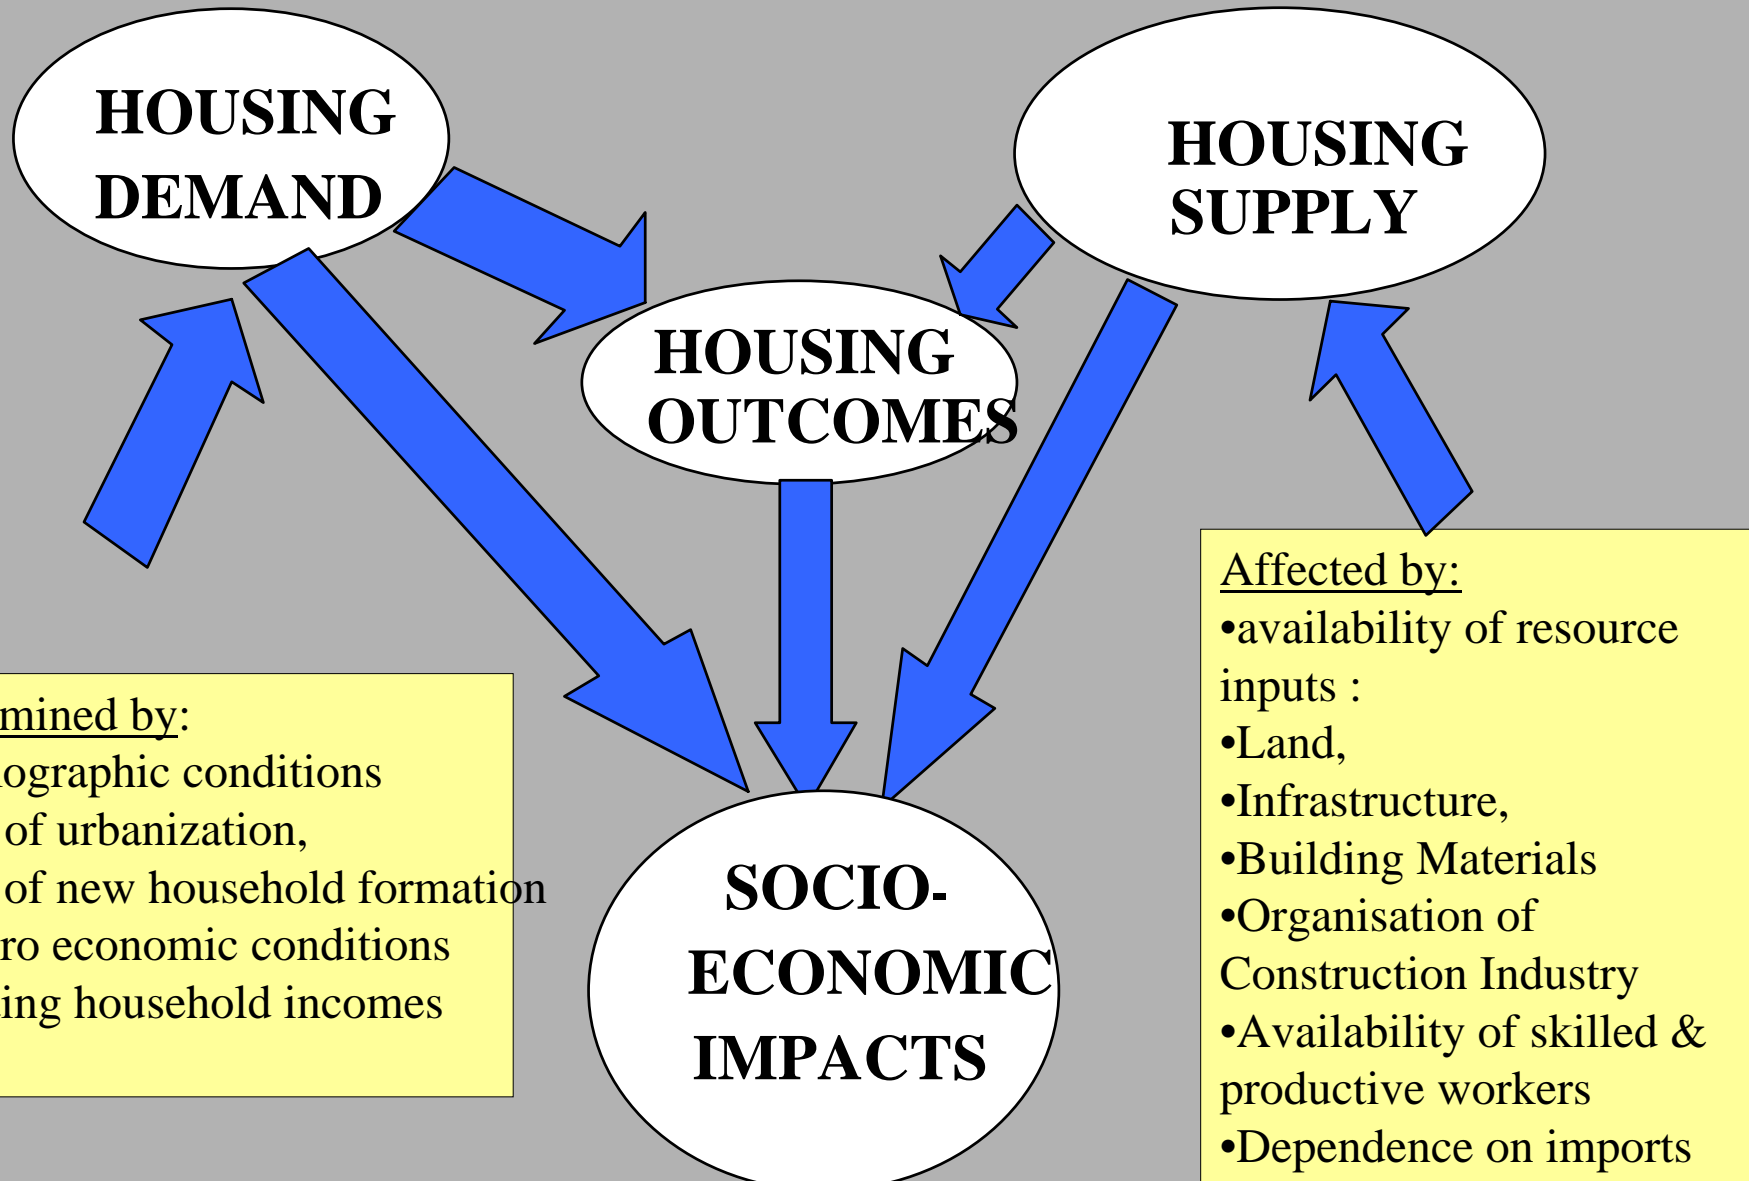 HOUSING
DEMAND
HOUSING
SUPPLY
HOUSING
OUTCOMES
SOCIO-
ECONOMIC
IMPACTS
mined by:
ographic conditions
of urbanization,
of new household formation
ro economic conditions
ing household incomes
Affected by:
•availability of resource
inputs :
•Land,
•Infrastructure,
•Building Materials
•Organisation of
Construction Industry
•Availability of skilled &
productive workers
•Dependence on imports